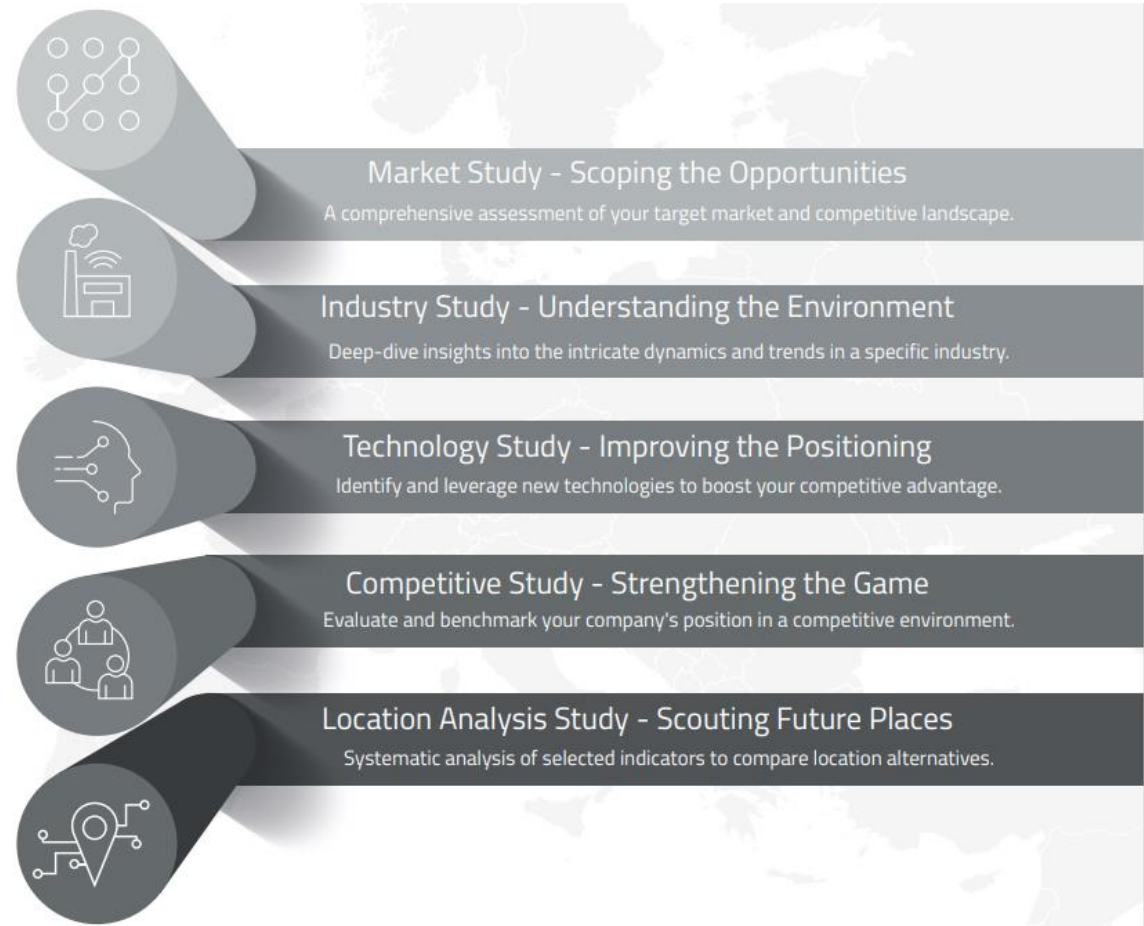 Market Study - Scoping the Opportunities
A comprehensive assessment of your target market and competitive landscape.
Industry Study - Understanding the Environment
Deep-dive insights into the intricate dynamics and trends in a specific industry.
Technology Study - Improving the Positioning
Identify and leverage new technologies to boost your competitive advantage.
Competitive Study - Strengthening the Game
Evaluate and benchmark your company's position in a competitive environment.
Location Analysis Study - Scouting Future Places
Systematic analysis of selected indicators to compare location alternatives.